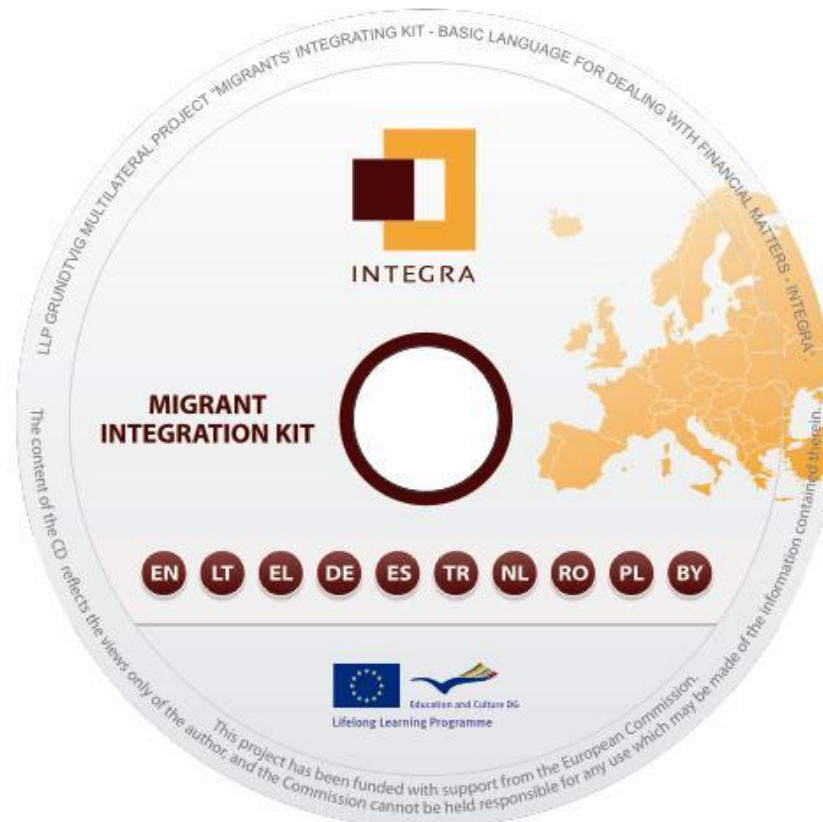 LLP GRUNDTVIG MULTILATERAL PROJECT "MIGRANTS' INTEGRATING KIT - BASIC LANGUAGE FOR DEALING WITH FINANCIAL MATTERS - INTEGRA".
INTEGRA
MIGRANT
INTEGRATION KIT
EN LT EL DE ES TR NL RO PL BY
Education and Culture DG
Lifelong Learning Programme
This project has been funded with support from the European Commission.
The content of the CD reflects the views only of the author, and the Commission cannot be held responsible for any use which may be made of the information contained therein.